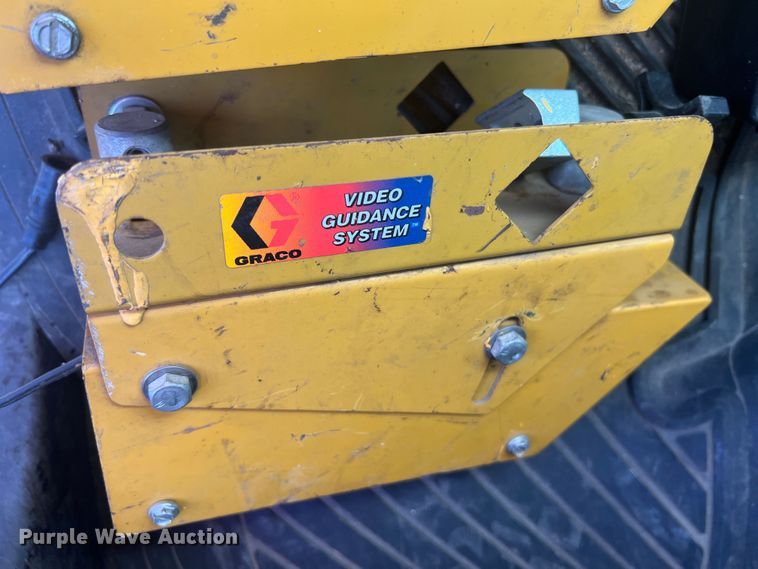 VIDEO
GUIDANCE
SYSTEM™
GRACO
Purple Wave Auction